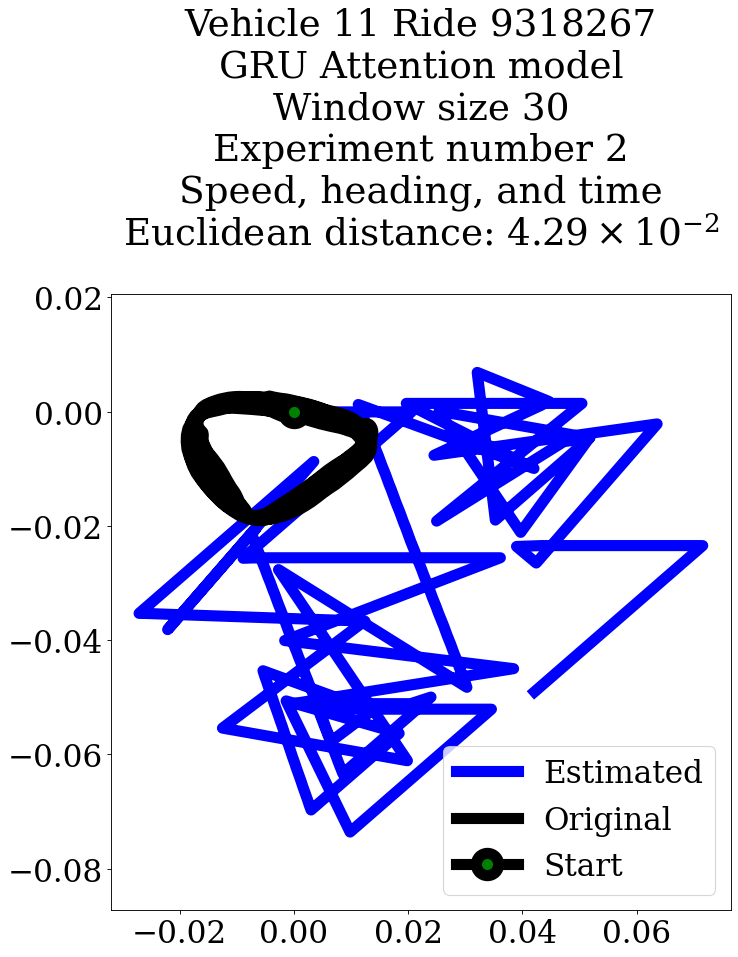 Vehicle 11 Ride 9318267
GRU Attention model
Window size 30
Experiment number 2
Speed, heading, and time
Euclidean distance: 4.29 × 10⁻²
0.02
0.00
−0.02
−0.04
−0.06
−0.08
Estimated
Original
Start
−0.02 0.00 0.02 0.04 0.06